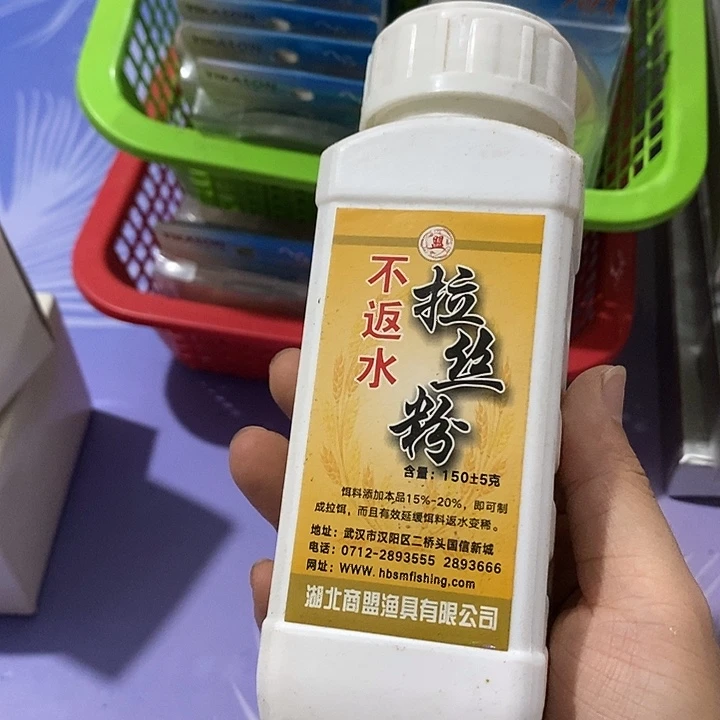 TIKASON
盟
不返水
拉丝粉
含量：150±5克
饵料添加本品15%-20%，即可制
成拉饵，而且有效延缓饵料返水变稀。
地址：武汉市汉阳区二桥头国信新城
电话：0712-2893555 2893666
网址：WWW.hbsmfishing.com
湖北商盟渔具有限公司